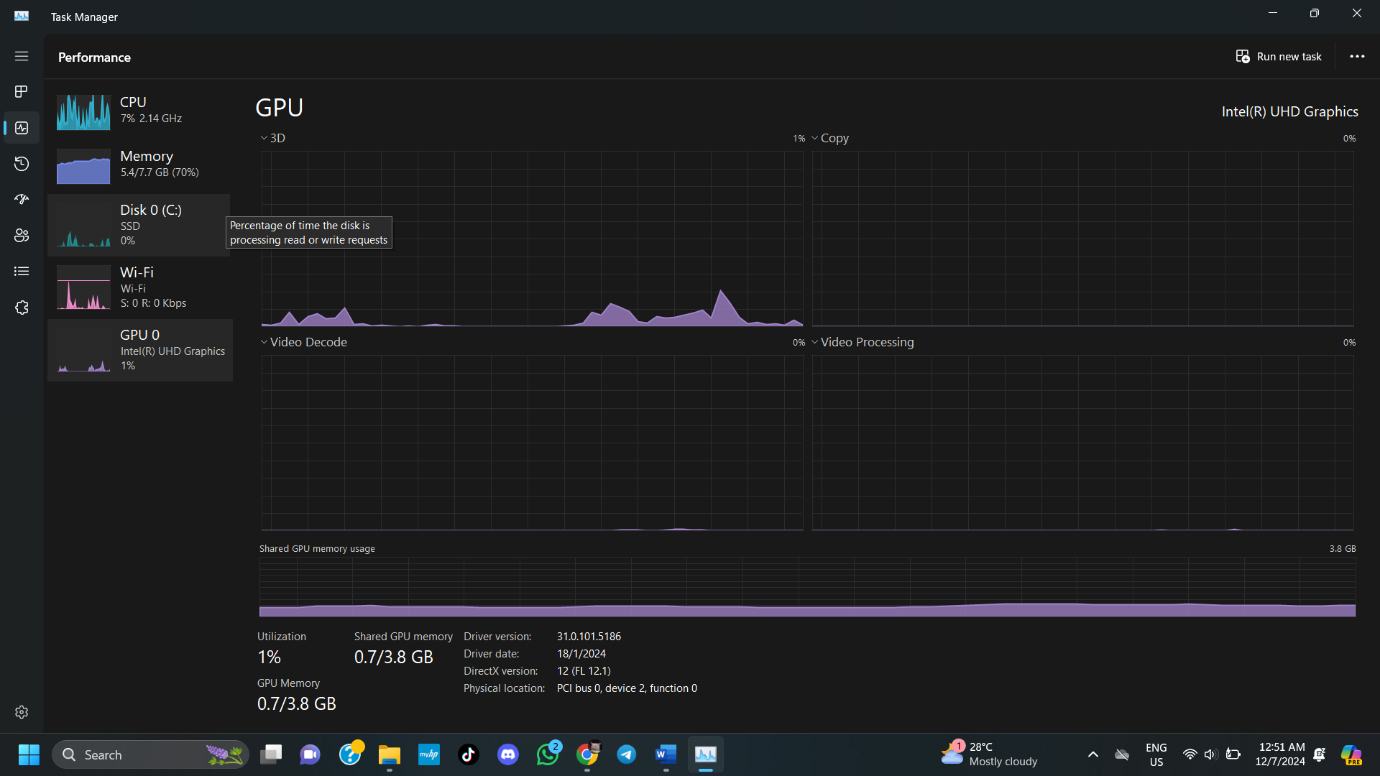 Task Manager
Performance
Run new task
CPU
7% 2.14 GHz
Memory
5.4/7.7 GB (70%)
Disk 0 (C:)
SSD
0%
Percentage of time the disk is
processing read or write requests
Wi-Fi
Wi-Fi
S: 0 R: 0 Kbps
GPU 0
Intel(R) UHD Graphics
1%
GPU
Intel(R) UHD Graphics
3D 1%
Copy 0%
Video Decode 0%
Video Processing 0%
Shared GPU memory usage 3.8 GB
Utilization
1%
Shared GPU memory
0.7/3.8 GB
GPU Memory
0.7/3.8 GB
Driver version: 31.0.101.5186
Driver date: 18/1/2024
DirectX version: 12 (FL 12.1)
Physical location: PCI bus 0, device 2, function 0
Search
myhp
2
1
28°C
Mostly cloudy
ENG
US
12:51 AM
12/7/2024
PRE